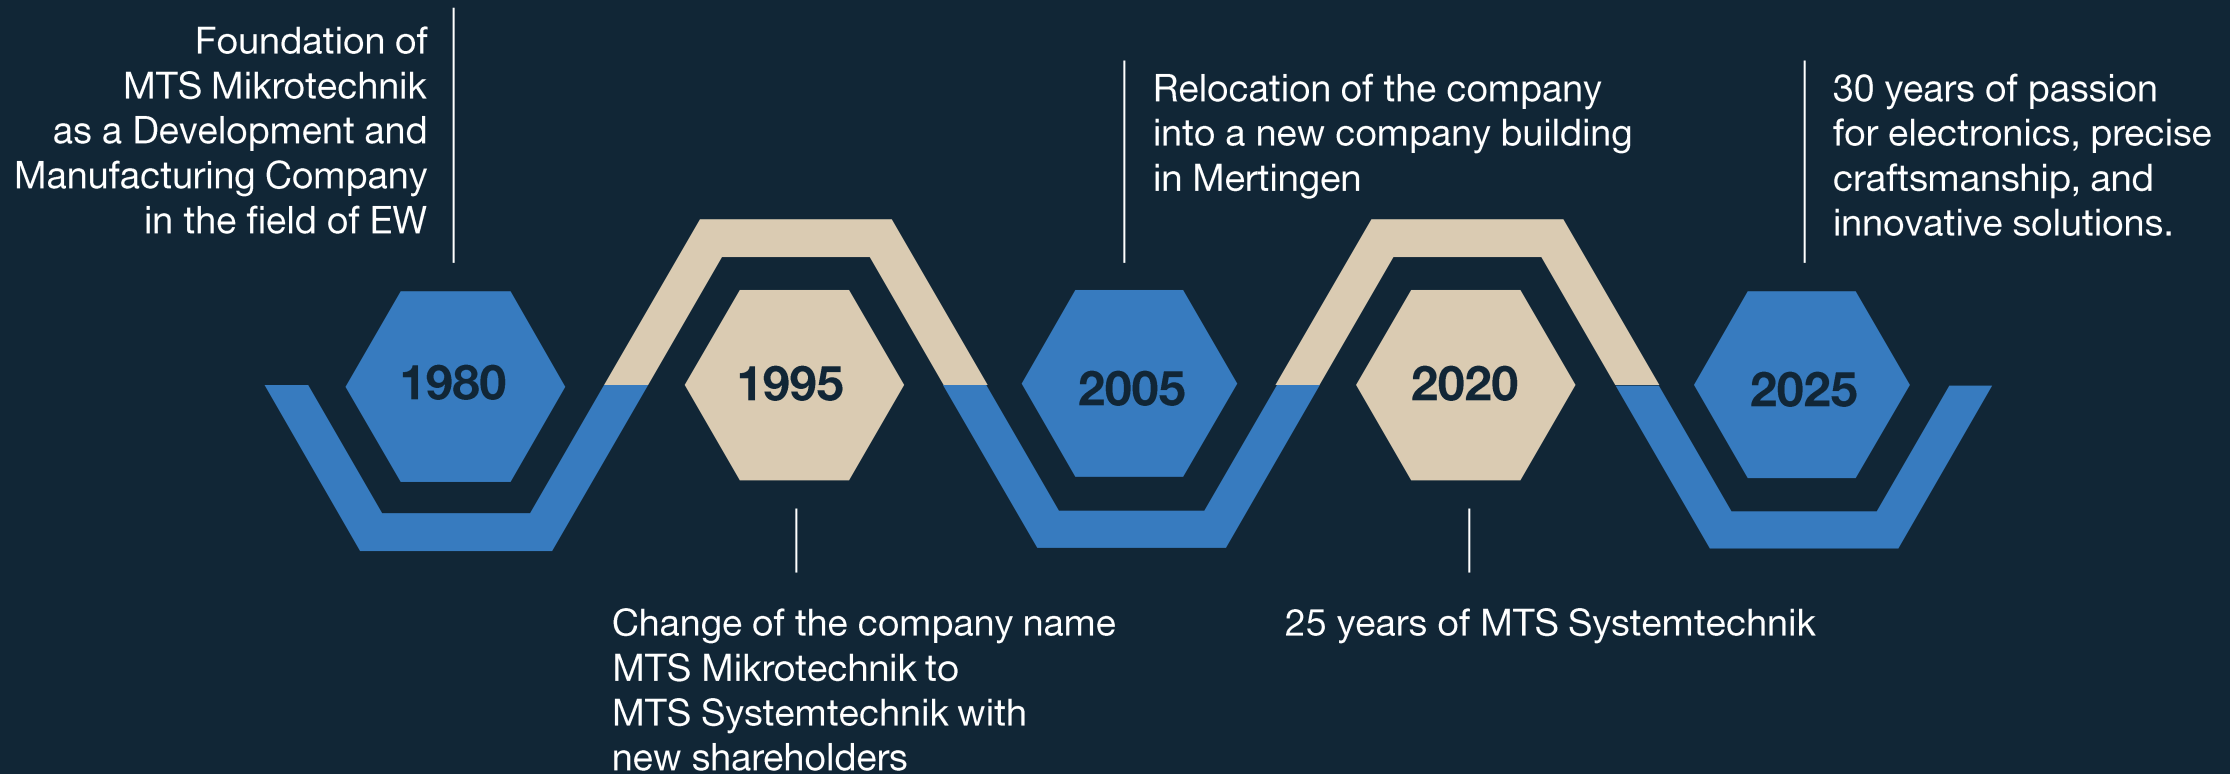 Foundation of
MTS Mikrotechnik
as a Development and
Manufacturing Company
in the field of EW
1980
1995
Change of the company name
MTS Mikrotechnik to
MTS Systemtechnik with
new shareholders
Relocation of the company
into a new company building
in Mertingen
2005
2020
25 years of MTS Systemtechnik
30 years of passion
for electronics, precise
craftsmanship, and
innovative solutions.
2025